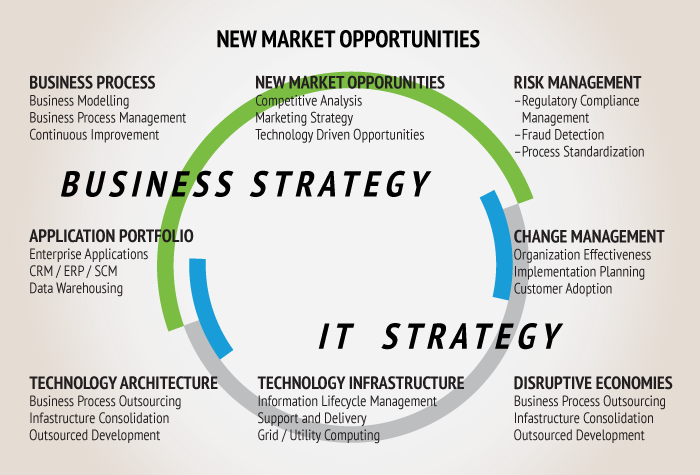 NEW MARKET OPPORTUNITIES
BUSINESS PROCESS
Business Modelling
Business Process Management
Continuous Improvement
NEW MARKET OPPORUNITIES
Competitive Analysis
Marketing Strategy
Technology Driven Opportunities
RISK MANAGEMENT
–Regulatory Compliance
Management
–Fraud Detection
–Process Standardization
BUSINESS STRATEGY
APPLICATION PORTFOLIO
Enterprise Applications
CRM / ERP / SCM
Data Warehousing
CHANGE MANAGEMENT
Organization Effectiveness
Implementation Planning
Customer Adoption
IT STRATEGY
TECHNOLOGY ARCHITECTURE
Business Process Outsourcing
Infastructure Consolidation
Outsourced Development
TECHNOLOGY INFRASTRUCTURE
Information Lifecycle Management
Support and Delivery
Grid / Utility Computing
DISRUPTIVE ECONOMIES
Business Process Outsourcing
Infastructure Consolidation
Outsourced Development